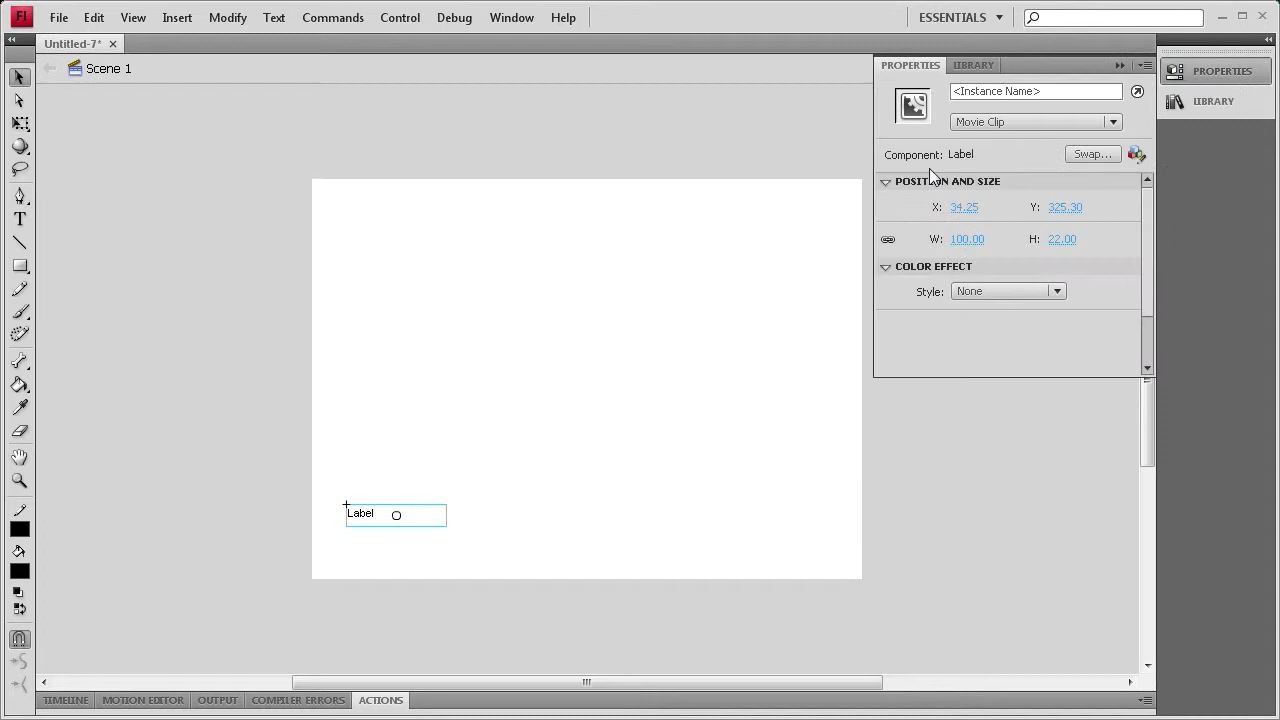 Fl File Edit View Insert Modify Text Commands Control Debug Window Help ESSENTIALS
Untitled-7*
Scene 1
PROPERTIES LIBRARY
<Instance Name>
Movie Clip
Component: Label Swap...
POSITION AND SIZE
X: 34.25 Y: 325.30
W: 100.00 H: 22.00
COLOR EFFECT
Style: None
PROPERTIES
LIBRARY
T
Label
TIMELINE MOTION EDITOR OUTPUT COMPILER ERRORS ACTIONS